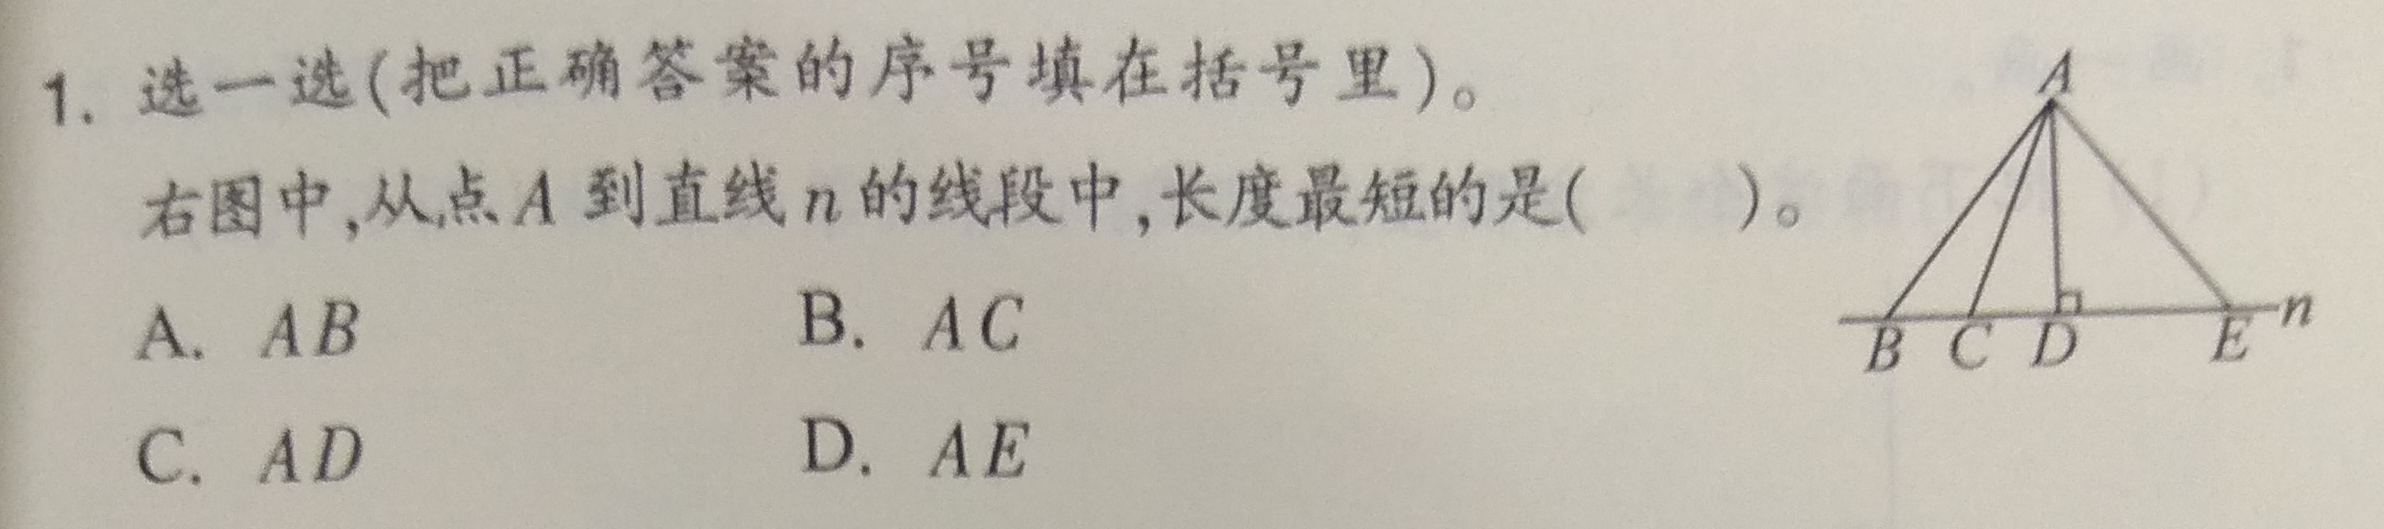 1. 选一选(把正确答案的序号填在括号里)。
右图中,从点A到直线n的线段中,长度最短的是(    )。
A. AB    B. AC
C. AD    D. AE
A
B C D E n